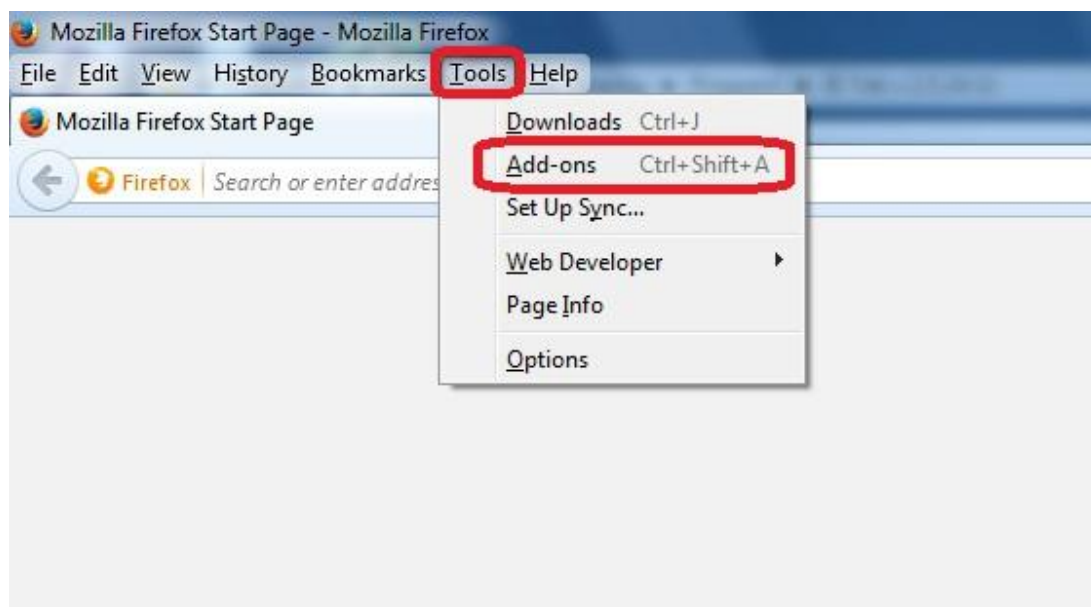 Mozilla Firefox Start Page - Mozilla Firefox
File Edit View History Bookmarks Tools Help
Mozilla Firefox Start Page
Firefox Search or enter addres
Downloads Ctrl+J
Add-ons Ctrl+Shift+A
Set Up Sync...
Web Developer
Page Info
Options